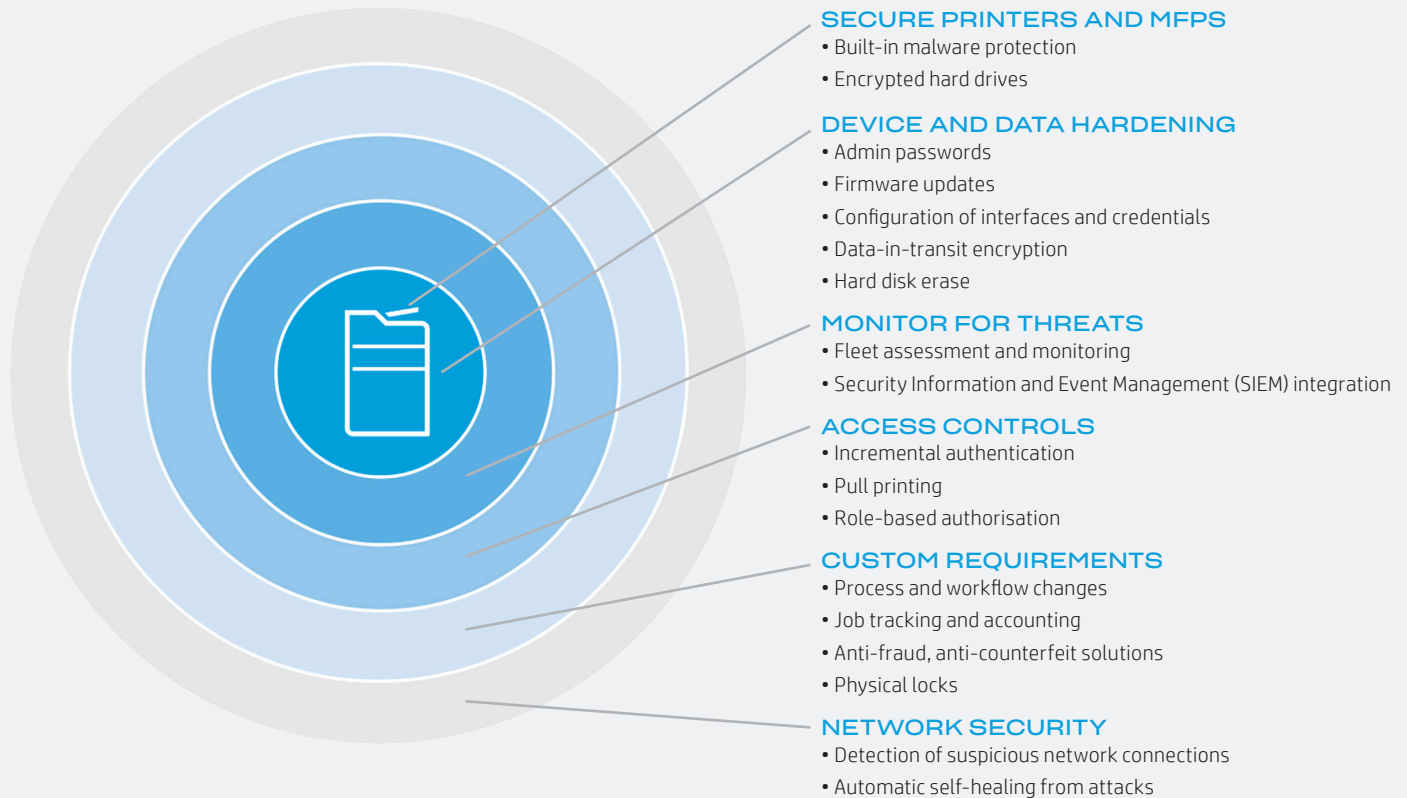 SECURE PRINTERS AND MFPS
• Built-in malware protection
• Encrypted hard drives
DEVICE AND DATA HARDENING
• Admin passwords
• Firmware updates
• Configuration of interfaces and credentials
• Data-in-transit encryption
• Hard disk erase
MONITOR FOR THREATS
• Fleet assessment and monitoring
• Security Information and Event Management (SIEM) integration
ACCESS CONTROLS
• Incremental authentication
• Pull printing
• Role-based authorisation
CUSTOM REQUIREMENTS
• Process and workflow changes
• Job tracking and accounting
• Anti-fraud, anti-counterfeit solutions
• Physical locks
NETWORK SECURITY
• Detection of suspicious network connections
• Automatic self-healing from attacks